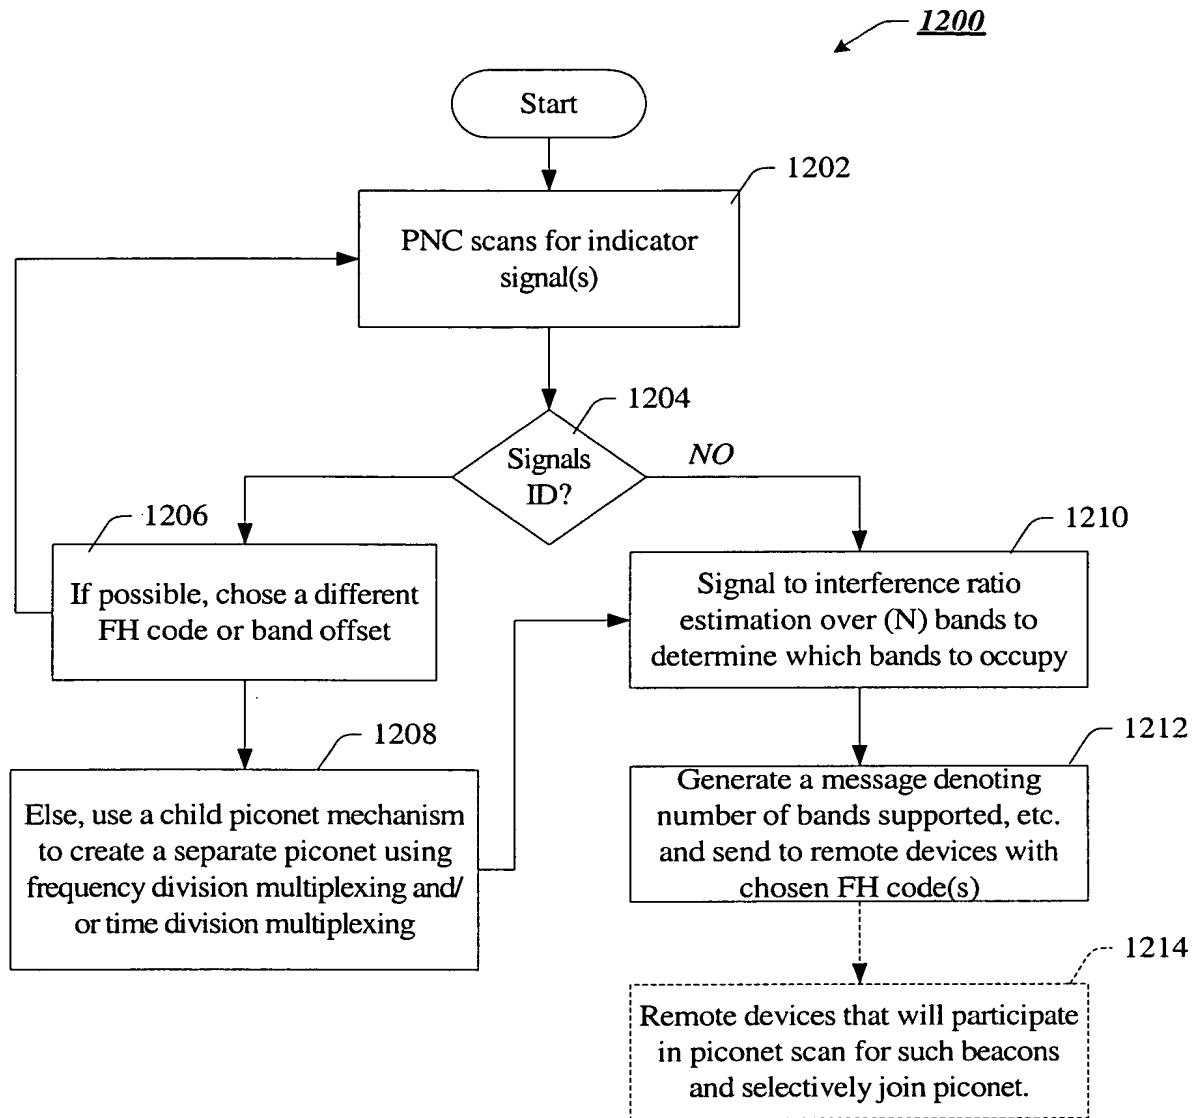 1200
Start
1202
PNC scans for indicator
signal(s)
1204
Signals
ID?
NO
1206
If possible, chose a different
FH code or band offset
1210
Signal to interference ratio
estimation over (N) bands to
determine which bands to occupy
1208
Else, use a child piconet mechanism
to create a separate piconet using
frequency division multiplexing and/
or time division multiplexing
1212
Generate a message denoting
number of bands supported, etc.
and send to remote devices with
chosen FH code(s)
1214
Remote devices that will participate
in piconet scan for such beacons
and selectively join piconet.